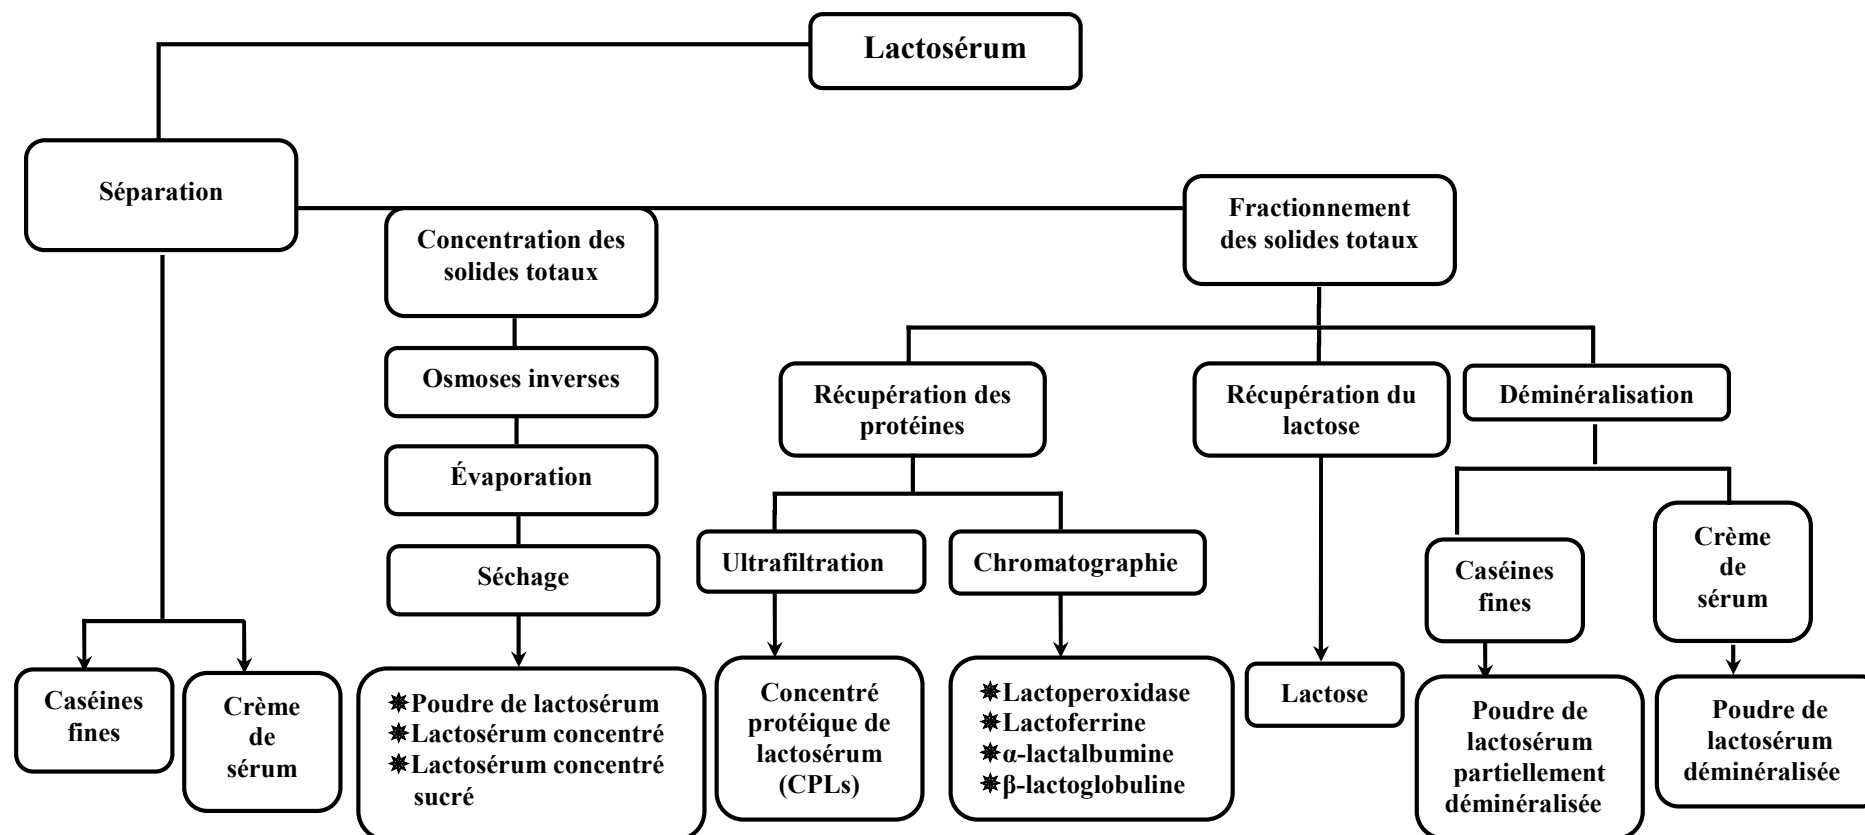 Lactosérum
Séparation
Concentration des
solides totaux
Fractionnement
des solides totaux
Osmoses inverses
Évaporation
Séchage
Récupération des
protéines
Récupération du
lactose
Déminéralisation
Ultrafiltration
Chromatographie
Caséines
fines
Crème
de
sérum
Caséines
fines
Crème
de
sérum
✵Poudre de lactosérum
✵Lactosérum concentré
✵Lactosérum concentré
sucré
Concentré
protéique de
lactosérum
(CPLs)
✵Lactoperoxidase
✵Lactoferrine
✵α-lactalbumine
✵β-lactoglobuline
Lactose
Poudre de
lactosérum
partiellement
déminéralisée
Poudre de
lactosérum
déminéralisée